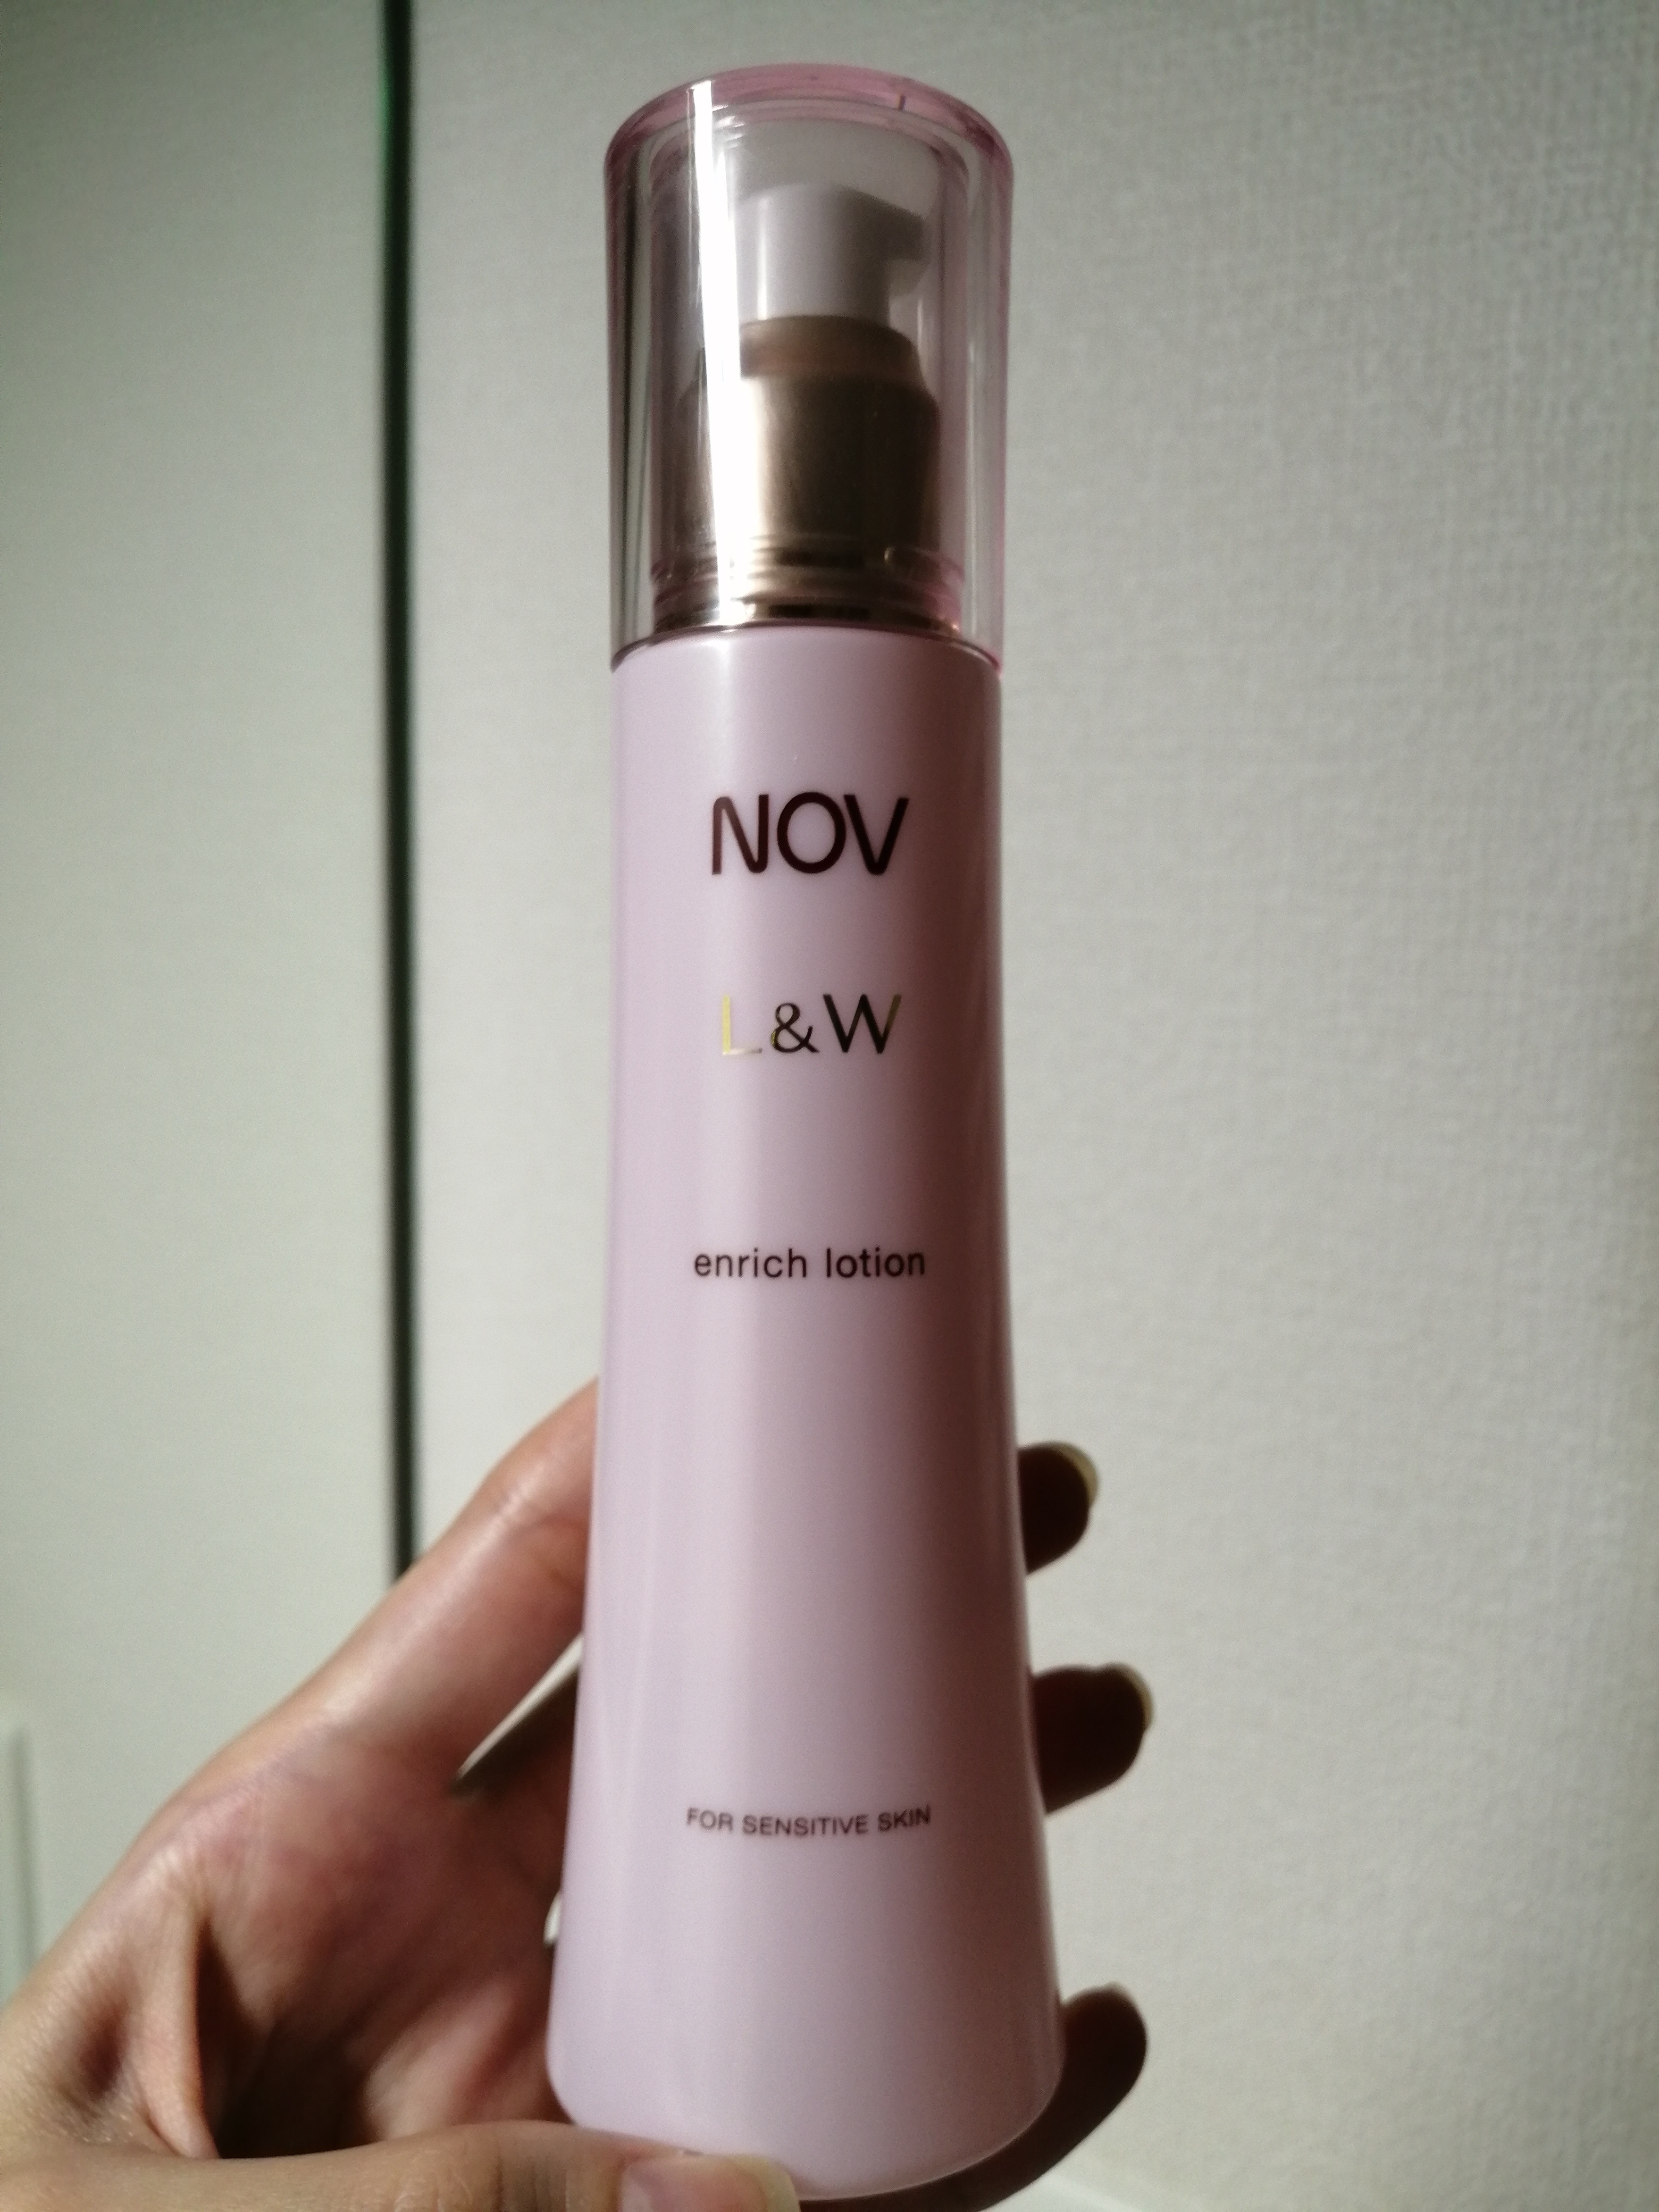 NOV
L&W
enrich lotion
FOR SENSITIVE SKIN